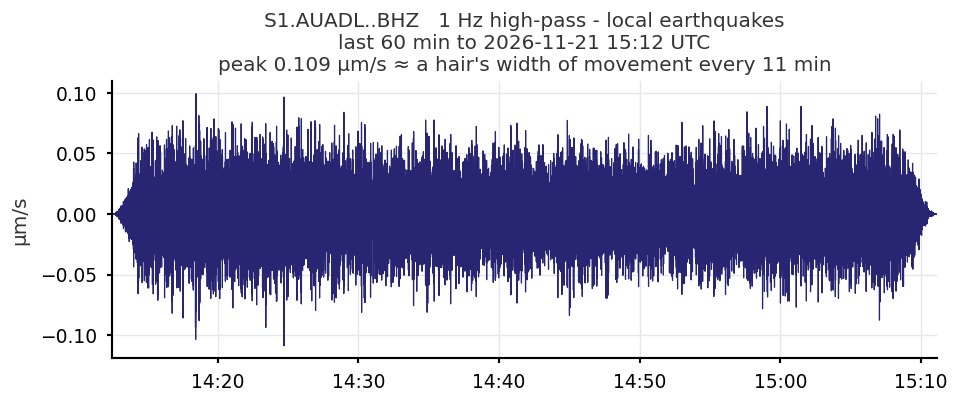 S1.AUADL..BHZ   1 Hz high-pass - local earthquakes
last 60 min to 2026-11-21 15:12 UTC
peak 0.109 µm/s ≈ a hair's width of movement every 11 min
0.10
0.05
0.00
−0.05
−0.10
µm/s
14:20 14:30 14:40 14:50 15:00 15:10